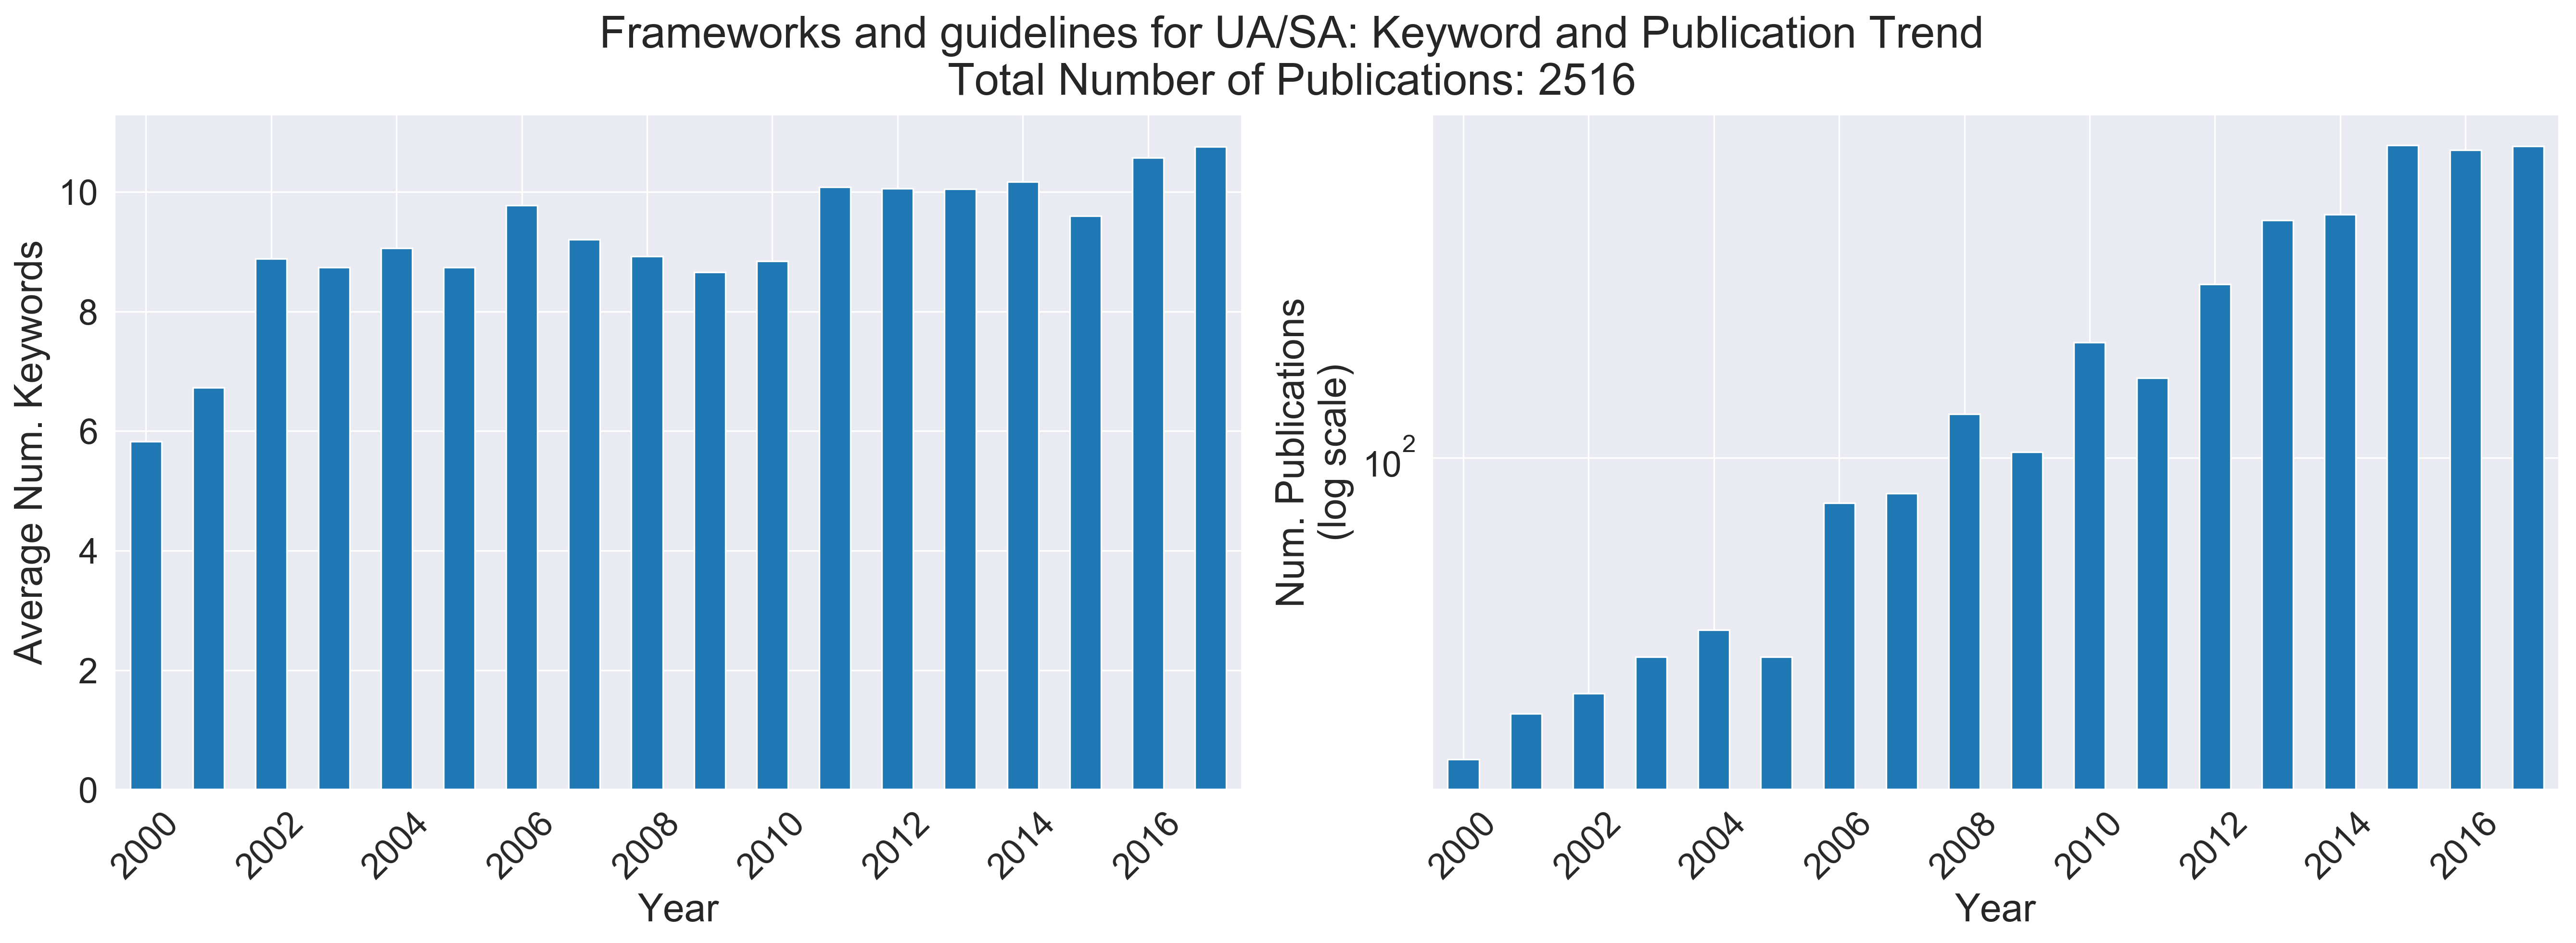 Frameworks and guidelines for UA/SA: Keyword and Publication Trend
Total Number of Publications: 2516
Average Num. Keywords
10
8
6
4
2
0
2000 2002 2004 2006 2008 2010 2012 2014 2016
Year
Num. Publications
(log scale)
10²
2000 2002 2004 2006 2008 2010 2012 2014 2016
Year